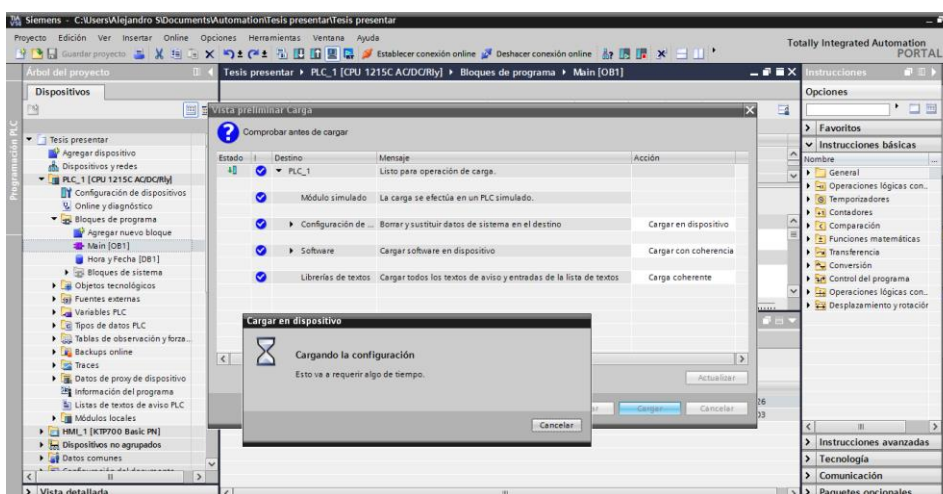 Siemens - C:\Users\Alejandro S\Documents\Automation\Tesis presentar\Tesis presentar
Proyecto Edición Ver Insertar Online Opciones Herramientas Ventana Ayuda
Guardar proyecto
Establecer conexión online
Deshacer conexión online
Totally Integrated Automation
PORTAL
Árbol del proyecto
Dispositivos
Programación PLC
Tesis presentar
Agregar dispositivo
Dispositivos y redes
PLC_1 [CPU 1215C AC/DC/Rly]
Configuración de dispositivos
Online y diagnóstico
Bloques de programa
Agregar nuevo bloque
Main [OB1]
Hora y Fecha [DB1]
Bloques de sistema
Objetos tecnológicos
Fuentes externas
Variables PLC
Tipos de datos PLC
Tablas de observación y forza...
Backups online
Traces
Datos de proxy de dispositivo
Información del programa
Listas de textos de aviso PLC
Módulos locales
HMI_1 [KTP700 Basic PN]
Dispositivos no agrupados
Datos comunes
Vista detallada
Tesis presentar PLC_1 [CPU 1215C AC/DC/Rly] Bloques de programa Main [OB1]
Vista preliminar Carga
Comprobar antes de cargar
Estado ! Destino Mensaje Acción
PLC_1 Listo para operación de carga.
Módulo simulado La carga se efectúa en un PLC simulado.
Configuración de ... Borrar y sustituir datos de sistema en el destino Cargar en dispositivo
Software Cargar software en dispositivo Cargar con coherencia
Librerías de textos Cargar todos los textos de aviso y entradas de la lista de textos Carga coherente
Actualizar
Cargar
Cancelar
Cargar en dispositivo
Cargando la configuración
Esto va a requerir algo de tiempo.
Cancelar
Instrucciones
Opciones
Favoritos
Instrucciones básicas
Nombre ...
General
Operaciones lógicas con..
Temporizadores
Contadores
Comparación
Funciones matemáticas
Transferencia
Conversión
Control del programa
Operaciones lógicas con..
Desplazamiento y rotación
Instrucciones avanzadas
Tecnología
Comunicación
Paquetes opcionales